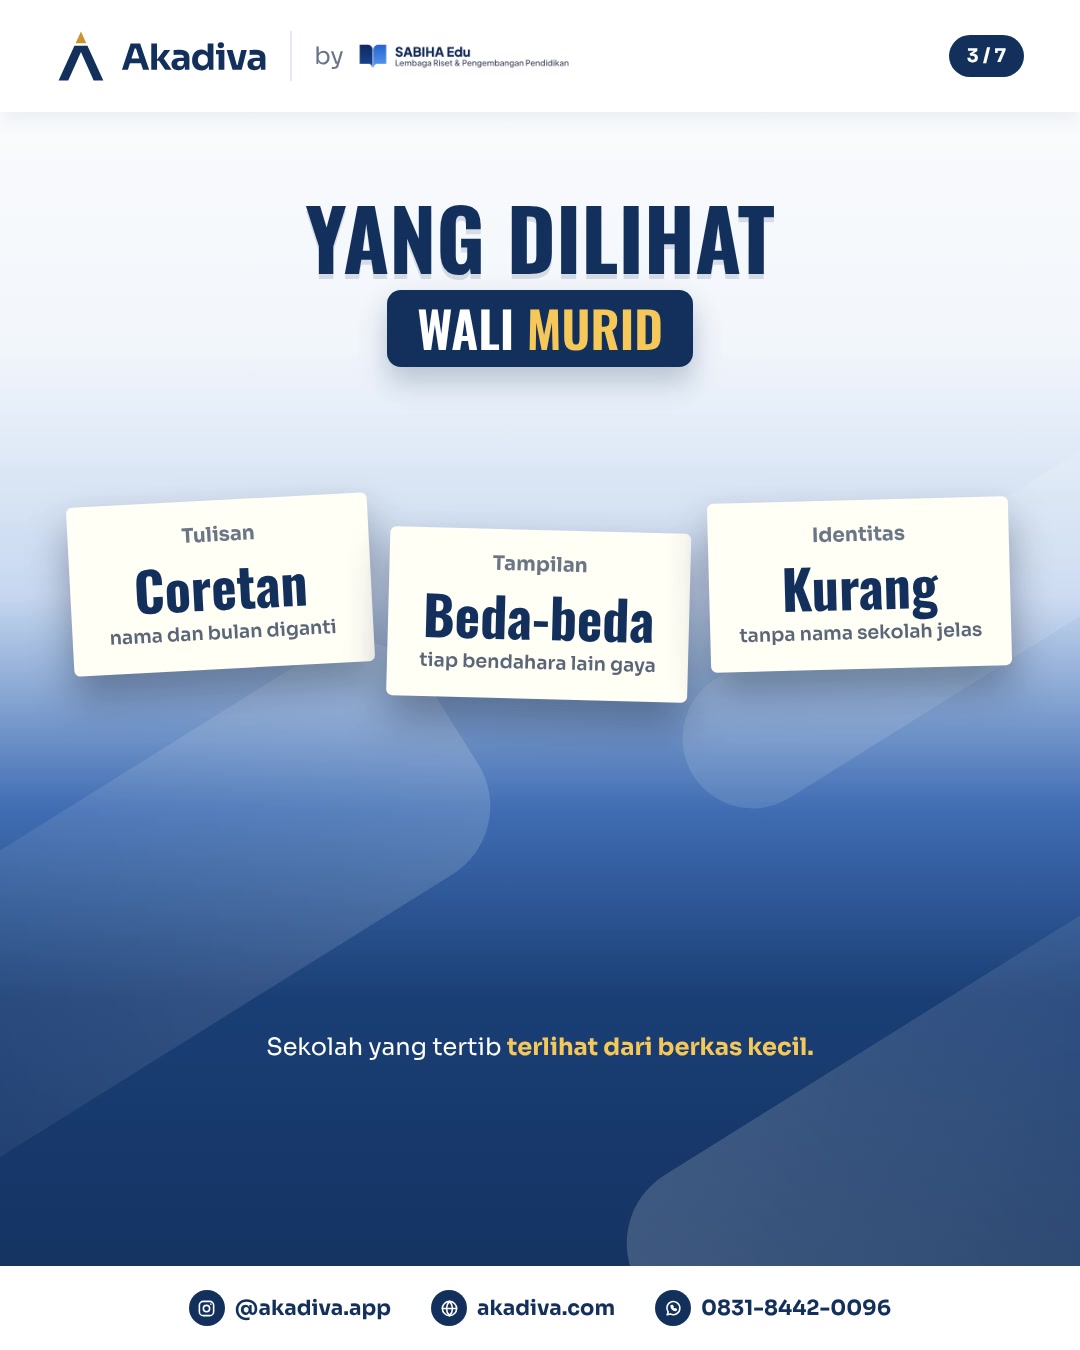 Akadiva
by
SABIHA Edu
Lembaga Riset & Pengembangan Pendidikan
3 / 7
YANG DILIHAT
WALI MURID
Tulisan
Coretan
nama dan bulan diganti
Tampilan
Beda-beda
tiap bendahara lain gaya
Identitas
Kurang
tanpa nama sekolah jelas
Sekolah yang tertib terlihat dari berkas kecil.
@akadiva.app
akadiva.com
0831-8442-0096